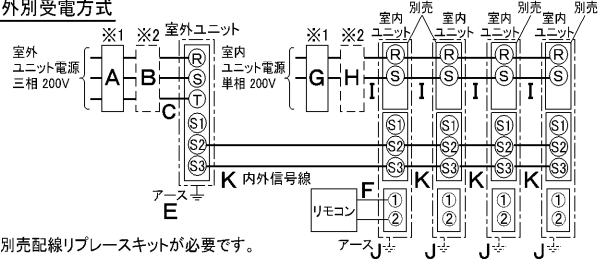 外別受電方式
※1 ※2 室外ユニット ※1 ※2 室内ユニット 別売 室内ユニット 別売 室内ユニット 別売 室内ユニット 別売
室外
ユニット電源
三相 200V
A B C
R
S
T
S1
S2
S3
室内
ユニット電源
単相 200V
G H I I I I
R R R R
S S S S
S1 S1 S1 S1
S2 S2 S2 S2
S3 S3 S3 S3
K 内外信号線 K K K
アース
E
リモコン F
① ① ① ①
② ② ② ②
アース J J J J
別売配線リプレースキットが必要です。